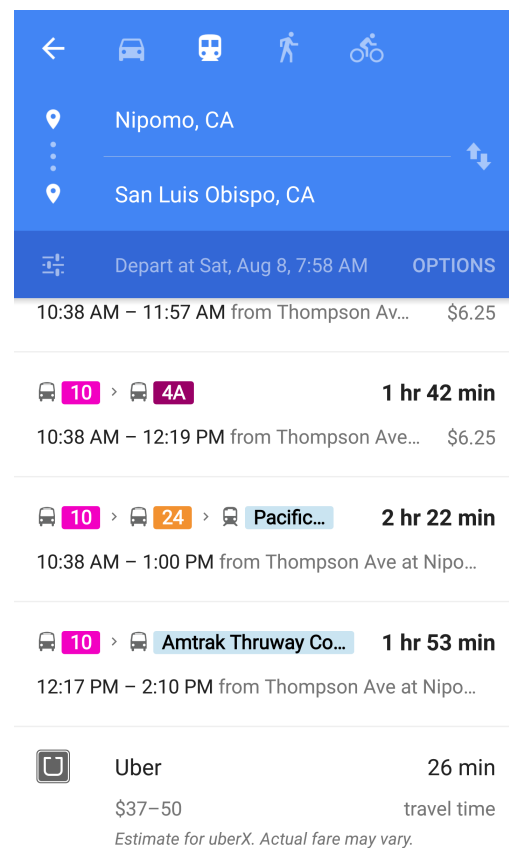 Nipomo, CA
San Luis Obispo, CA
Depart at Sat, Aug 8, 7:58 AM OPTIONS
10:38 AM – 11:57 AM from Thompson Av... $6.25
10 > 4A 1 hr 42 min
10:38 AM – 12:19 PM from Thompson Ave... $6.25
10 > 24 > Pacific... 2 hr 22 min
10:38 AM – 1:00 PM from Thompson Ave at Nipo...
10 > Amtrak Thruway Co... 1 hr 53 min
12:17 PM – 2:10 PM from Thompson Ave at Nipo...
Uber 26 min
$37–50 travel time
Estimate for uberX. Actual fare may vary.